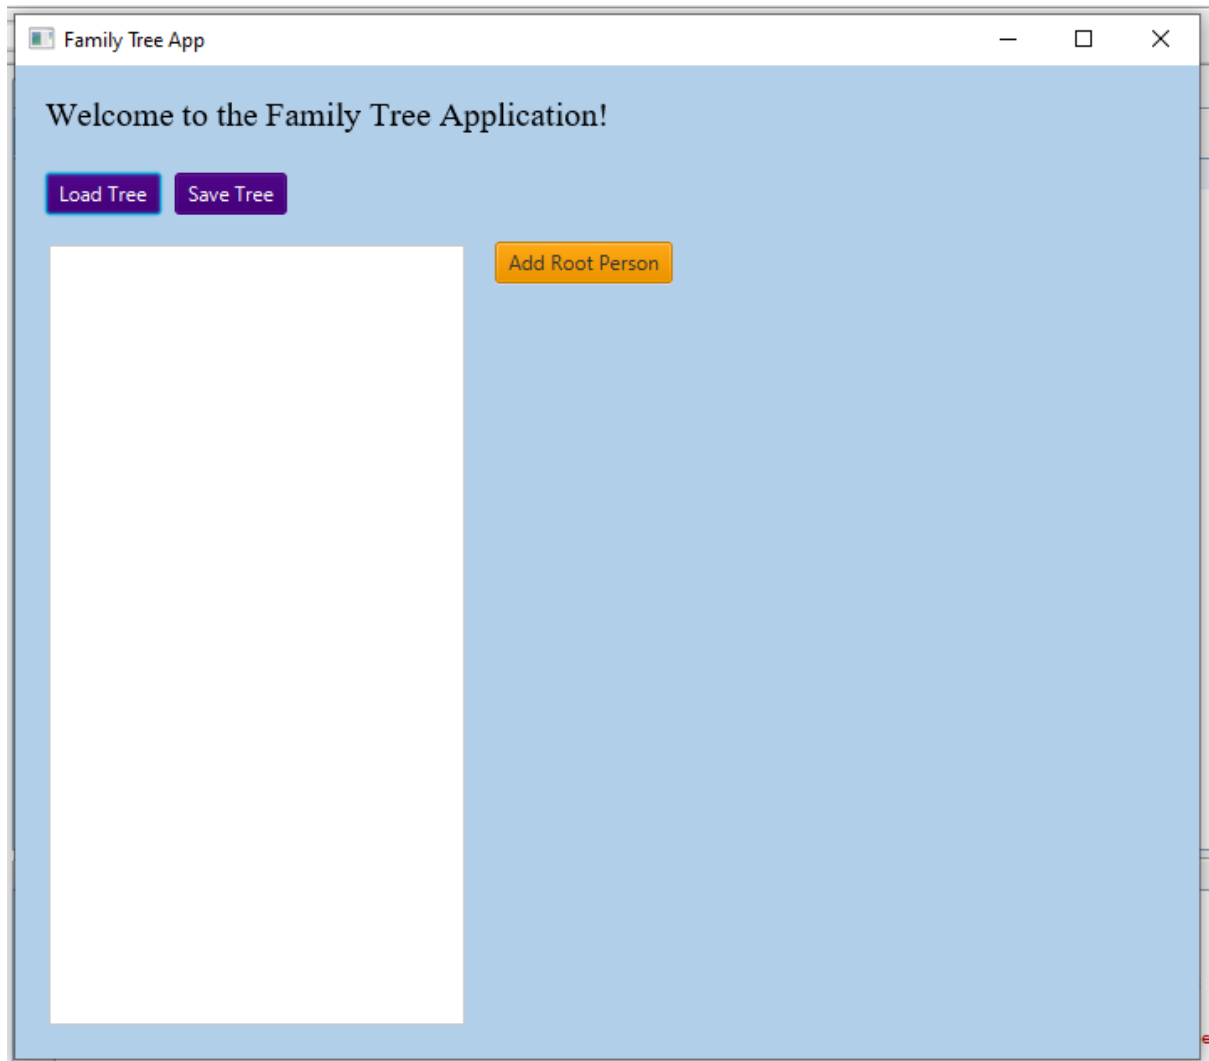 Family Tree App
Welcome to the Family Tree Application!
Load Tree Save Tree
Add Root Person